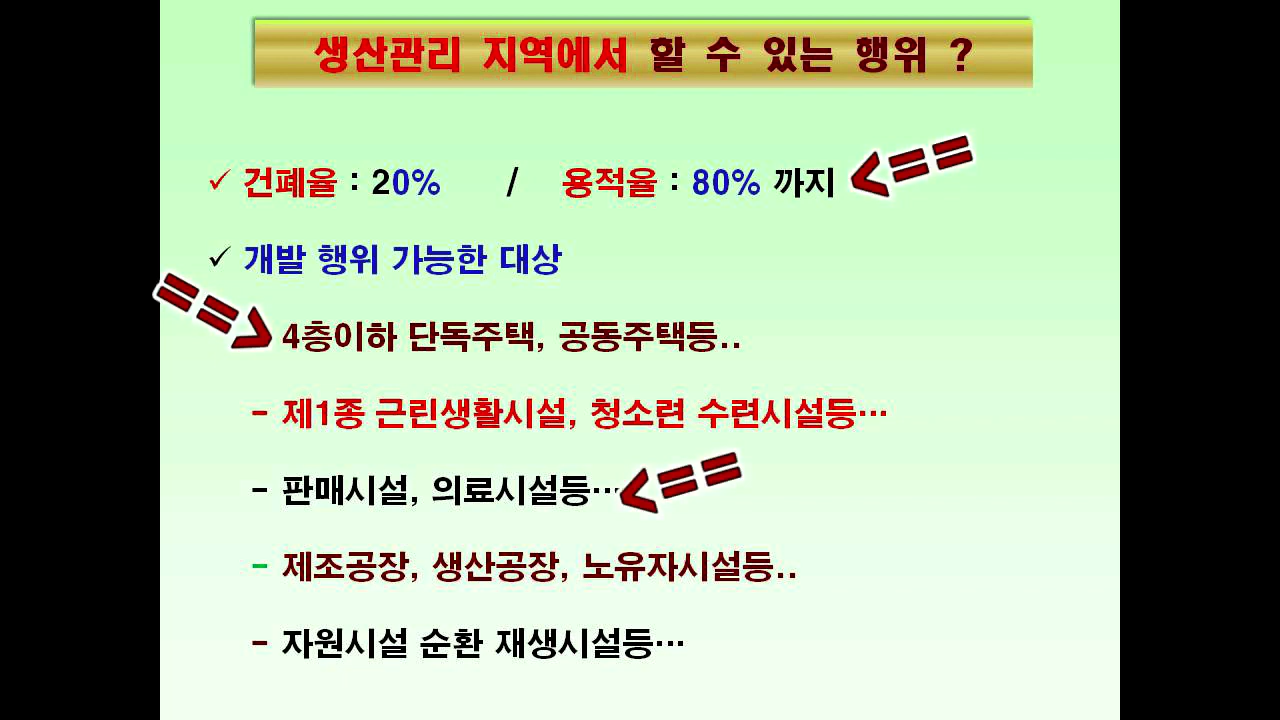 생산관리 지역에서 할 수 있는 행위 ?
✓ 건폐율 : 20% / 용적율 : 80% 까지 <==
✓ 개발 행위 가능한 대상
==> 4층이하 단독주택, 공동주택등..
- 제1종 근린생활시설, 청소련 수련시설등…
- 판매시설, 의료시설등… <==
- 제조공장, 생산공장, 노유자시설등..
- 자원시설 순환 재생시설등…